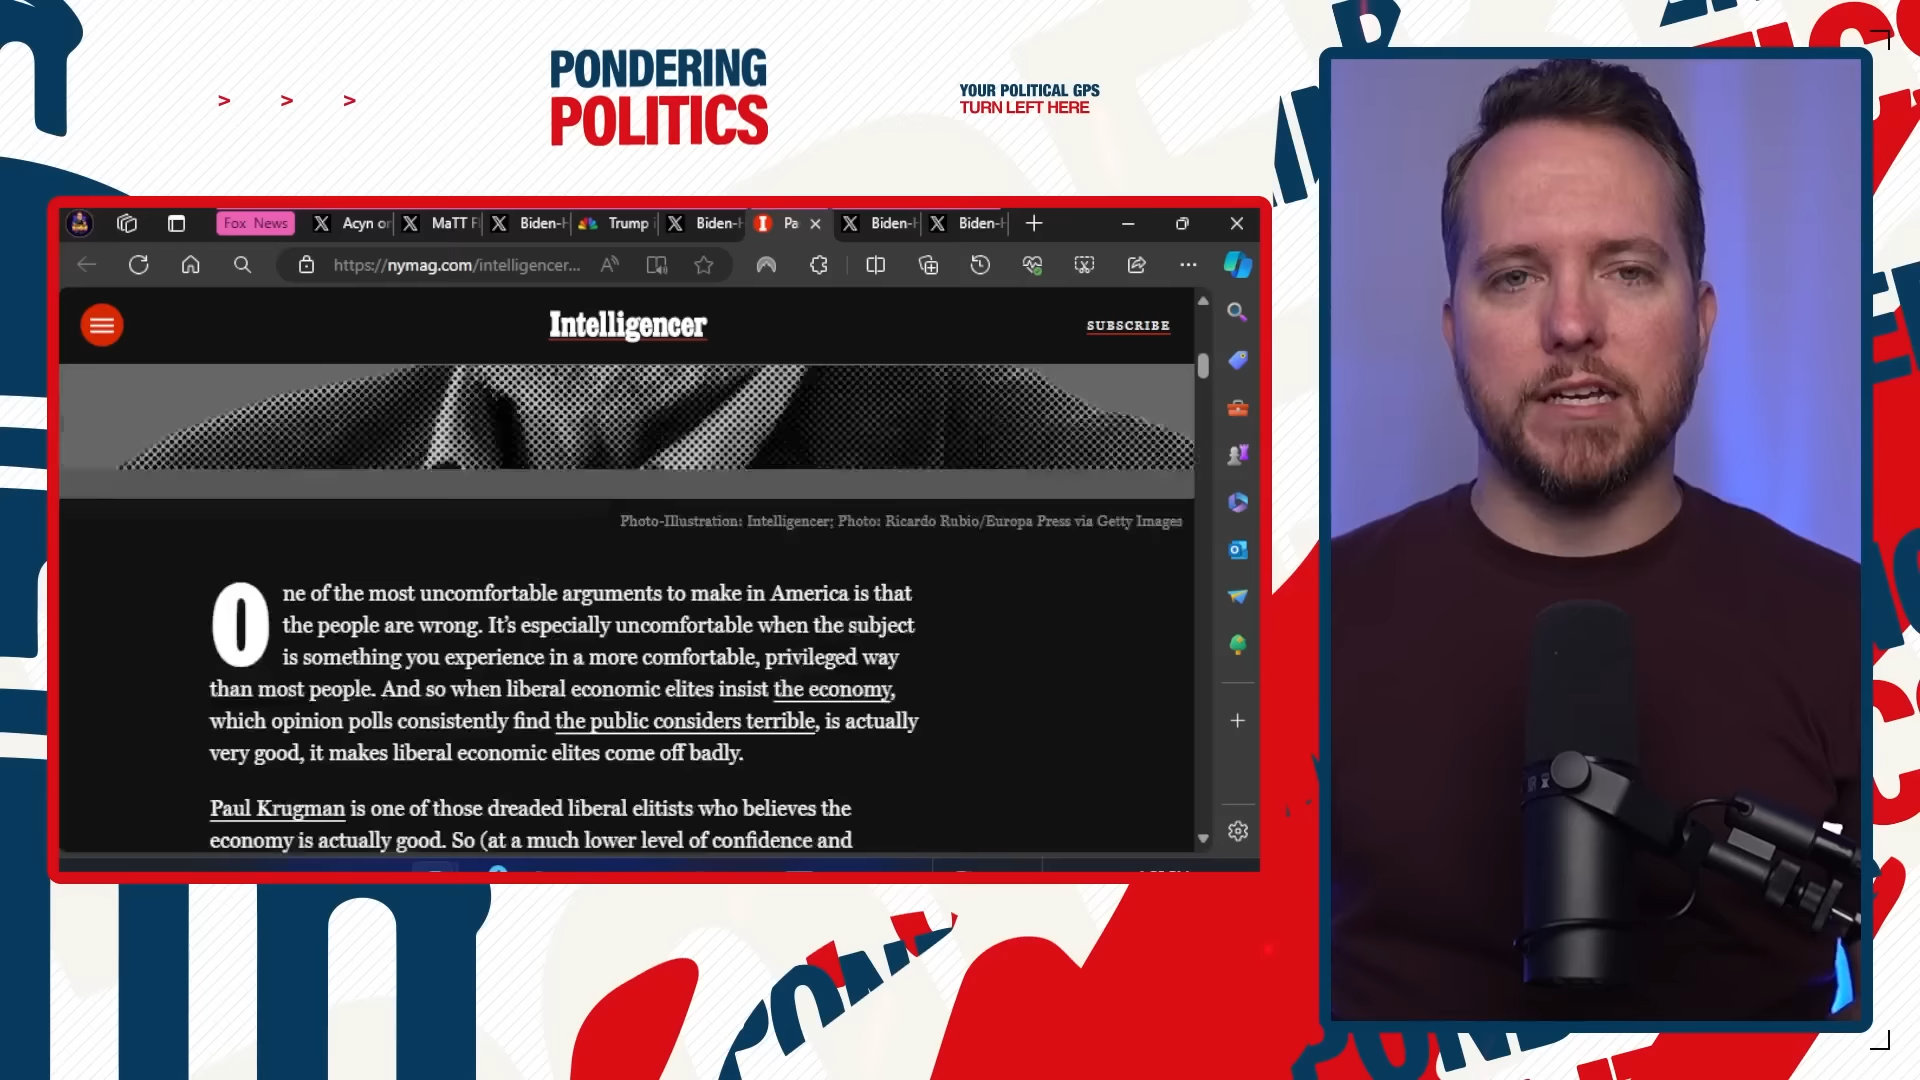 PONDERING
POLITICS
YOUR POLITICAL GPS
TURN LEFT HERE
> > >
Fox News
Acyn or
MaTT F
Biden-H
Trump i
Biden-H
Pa
Biden-H
Biden-H
https://nymag.com/intelligencer...
Intelligencer
SUBSCRIBE
Photo-Illustration: Intelligencer; Photo: Ricardo Rubio/Europa Press via Getty Images
One of the most uncomfortable arguments to make in America is that
the people are wrong. It’s especially uncomfortable when the subject
is something you experience in a more comfortable, privileged way
than most people. And so when liberal economic elites insist the economy,
which opinion polls consistently find the public considers terrible, is actually
very good, it makes liberal economic elites come off badly.
Paul Krugman is one of those dreaded liberal elitists who believes the
economy is actually good. So (at a much lower level of confidence and